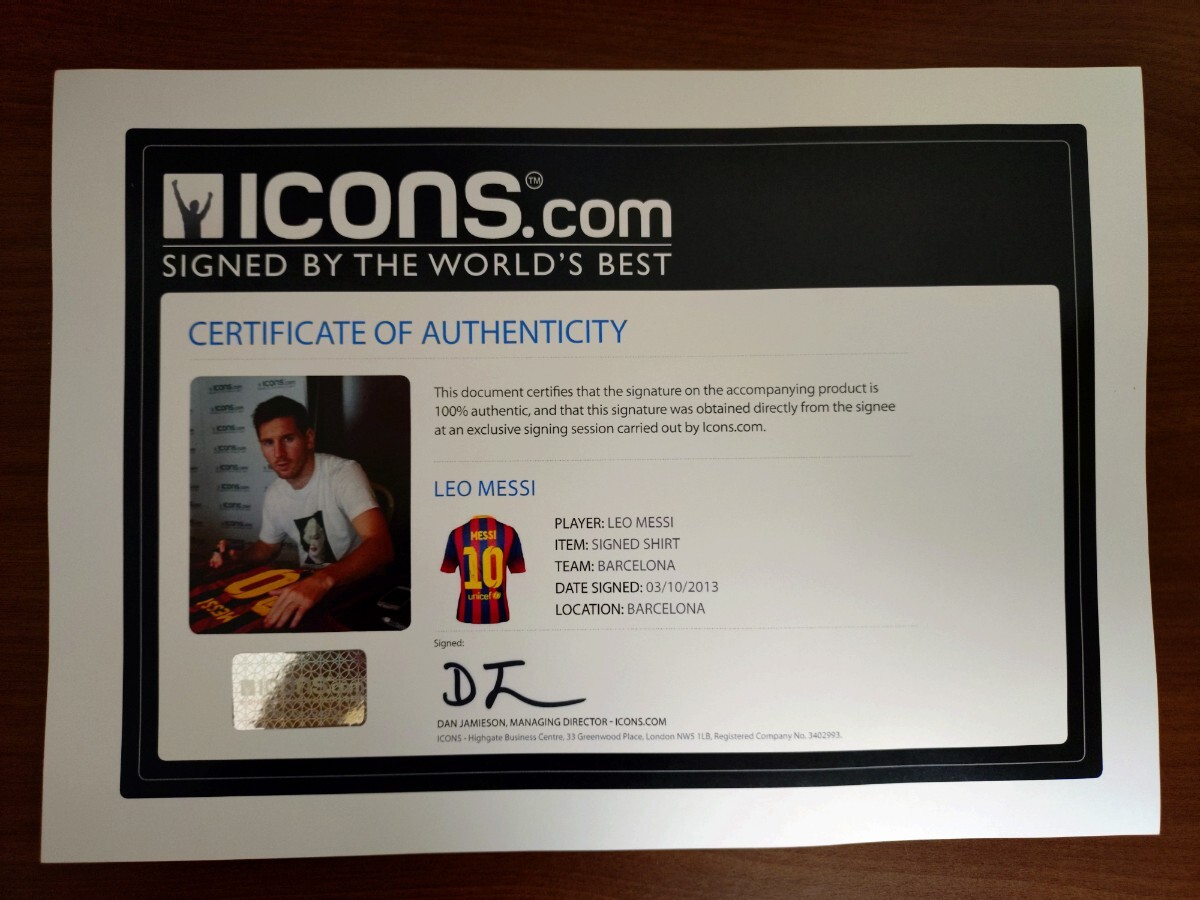 ICONS.com™
SIGNED BY THE WORLD'S BEST
CERTIFICATE OF AUTHENTICITY
This document certifies that the signature on the accompanying product is
100% authentic, and that this signature was obtained directly from the signee
at an exclusive signing session carried out by Icons.com.
LEO MESSI
MESSI
10
unicef
PLAYER: LEO MESSI
ITEM: SIGNED SHIRT
TEAM: BARCELONA
DATE SIGNED: 03/10/2013
LOCATION: BARCELONA
Signed:
DAN JAMIESON, MANAGING DIRECTOR - ICONS.COM
ICONS - Highgate Business Centre, 33 Greenwood Place, London NW5 1LB, Registered Company No. 3402993.
MESSI
10
ICONS.com